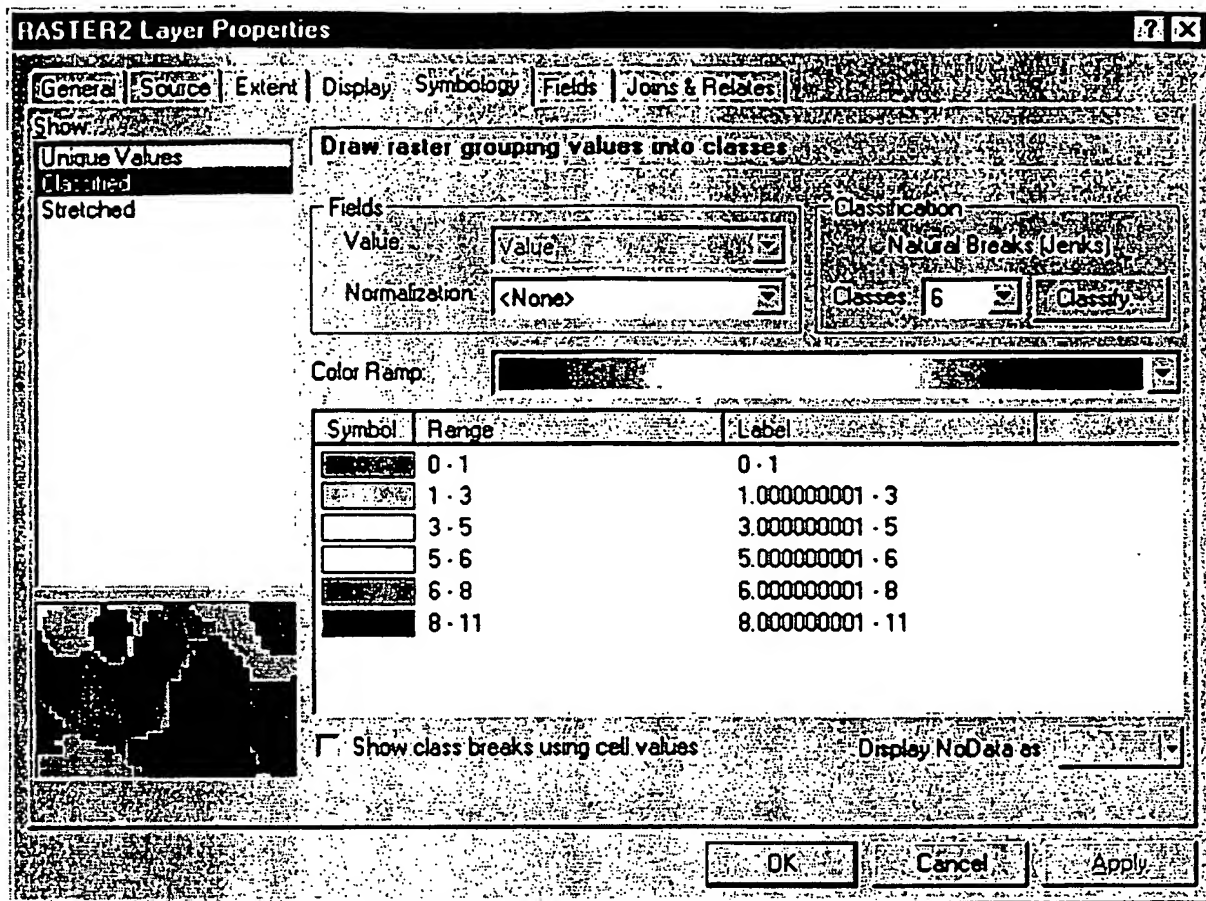 RASTER2 Layer Properties
General Source Extent Display Symbology Fields Joins & Relates
Show:
Unique Values
Classified
Stretched
Draw raster grouping values into classes
Fields
Value
Value
Normalization
<None>
Classification
Natural Breaks (Jenks)
Classes 6 Classify
Color Ramp
Symbol Range Label
0 - 1 0 - 1
1 - 3 1.000000001 - 3
3 - 5 3.000000001 - 5
5 - 6 5.000000001 - 6
6 - 8 6.000000001 - 8
8 - 11 8.000000001 - 11
Show class breaks using cell values Display NoData as
OK Cancel Apply